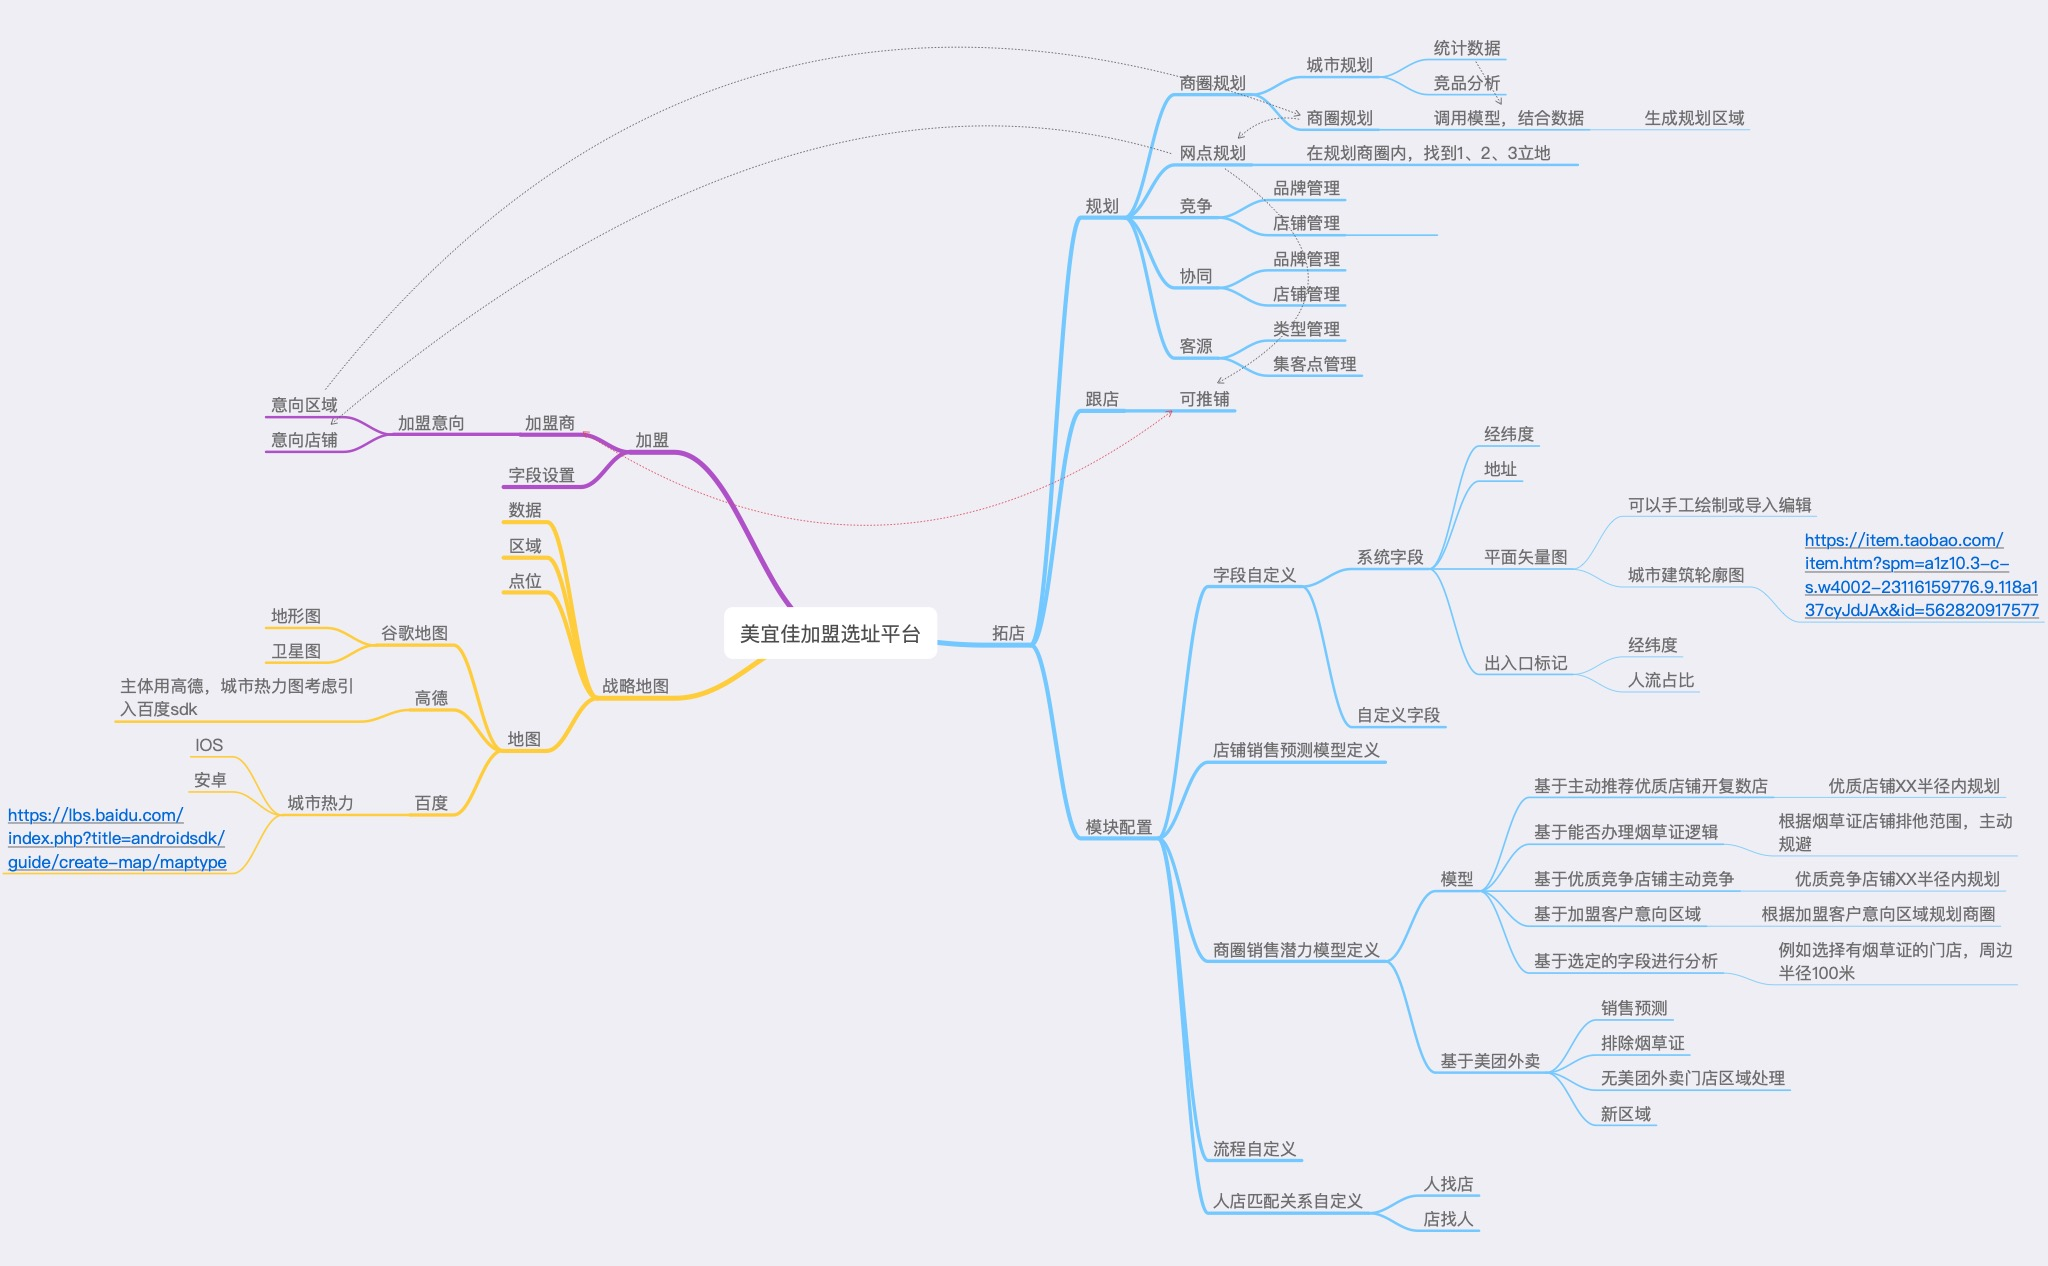 美宜佳加盟选址平台
拓店
规划
商圈规划
城市规划
统计数据
竞品分析
商圈规划
调用模型，结合数据
生成规划区域
网点规划
在规划商圈内，找到1、2、3立地
竞争
品牌管理
店铺管理
协同
品牌管理
店铺管理
客源
类型管理
集客点管理
跟店
可推铺
模块配置
字段自定义
系统字段
经纬度
地址
平面矢量图
可以手工绘制或导入编辑
城市建筑轮廓图
https://item.taobao.com/
item.htm?spm=a1z10.3-c-
s.w4002-23116159776.9.118a1
37cyJdJAx&id=562820917577
出入口标记
经纬度
人流占比
自定义字段
店铺销售预测模型定义
商圈销售潜力模型定义
模型
基于主动推荐优质店铺开复数店
优质店铺XX半径内规划
基于能否办理烟草证逻辑
根据烟草证店铺排他范围，主动
规避
基于优质竞争店铺主动竞争
优质竞争店铺XX半径内规划
基于加盟客户意向区域
根据加盟客户意向区域规划商圈
基于选定的字段进行分析
例如选择有烟草证的门店，周边
半径100米
基于美团外卖
销售预测
排除烟草证
无美团外卖门店区域处理
新区域
流程自定义
人店匹配关系自定义
人找店
店找人
加盟
加盟商
加盟意向
意向区域
意向店铺
字段设置
战略地图
数据
区域
点位
地图
谷歌地图
地形图
卫星图
高德
主体用高德，城市热力图考虑引
入百度sdk
百度
城市热力
IOS
安卓
https://lbs.baidu.com/
index.php?title=androidsdk/
guide/create-map/maptype